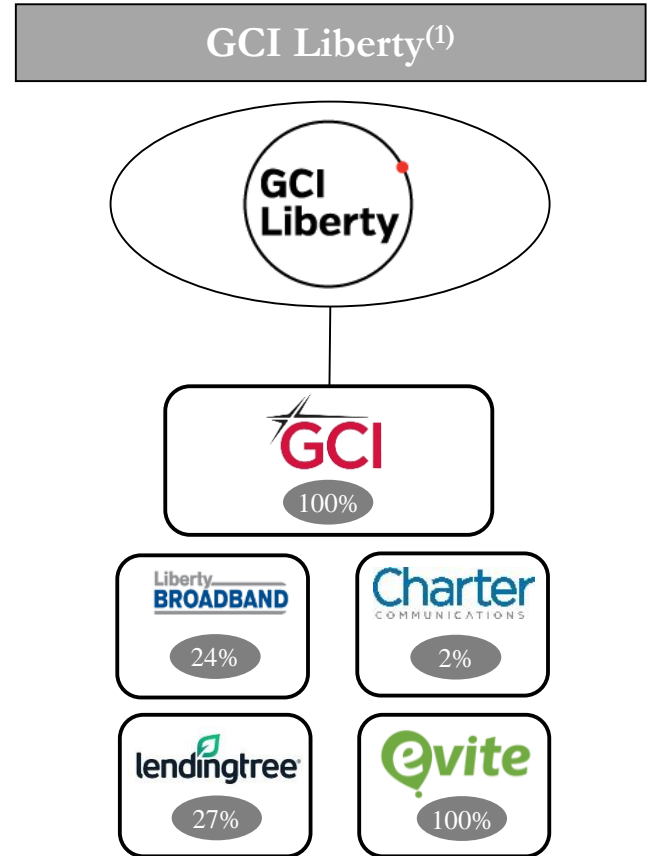 GCI Liberty(1)
GCI
Liberty
GCI
100%
Liberty
BROADBAND
24%
Charter
COMMUNICATIONS
2%
lendingtree
27%
evite
100%